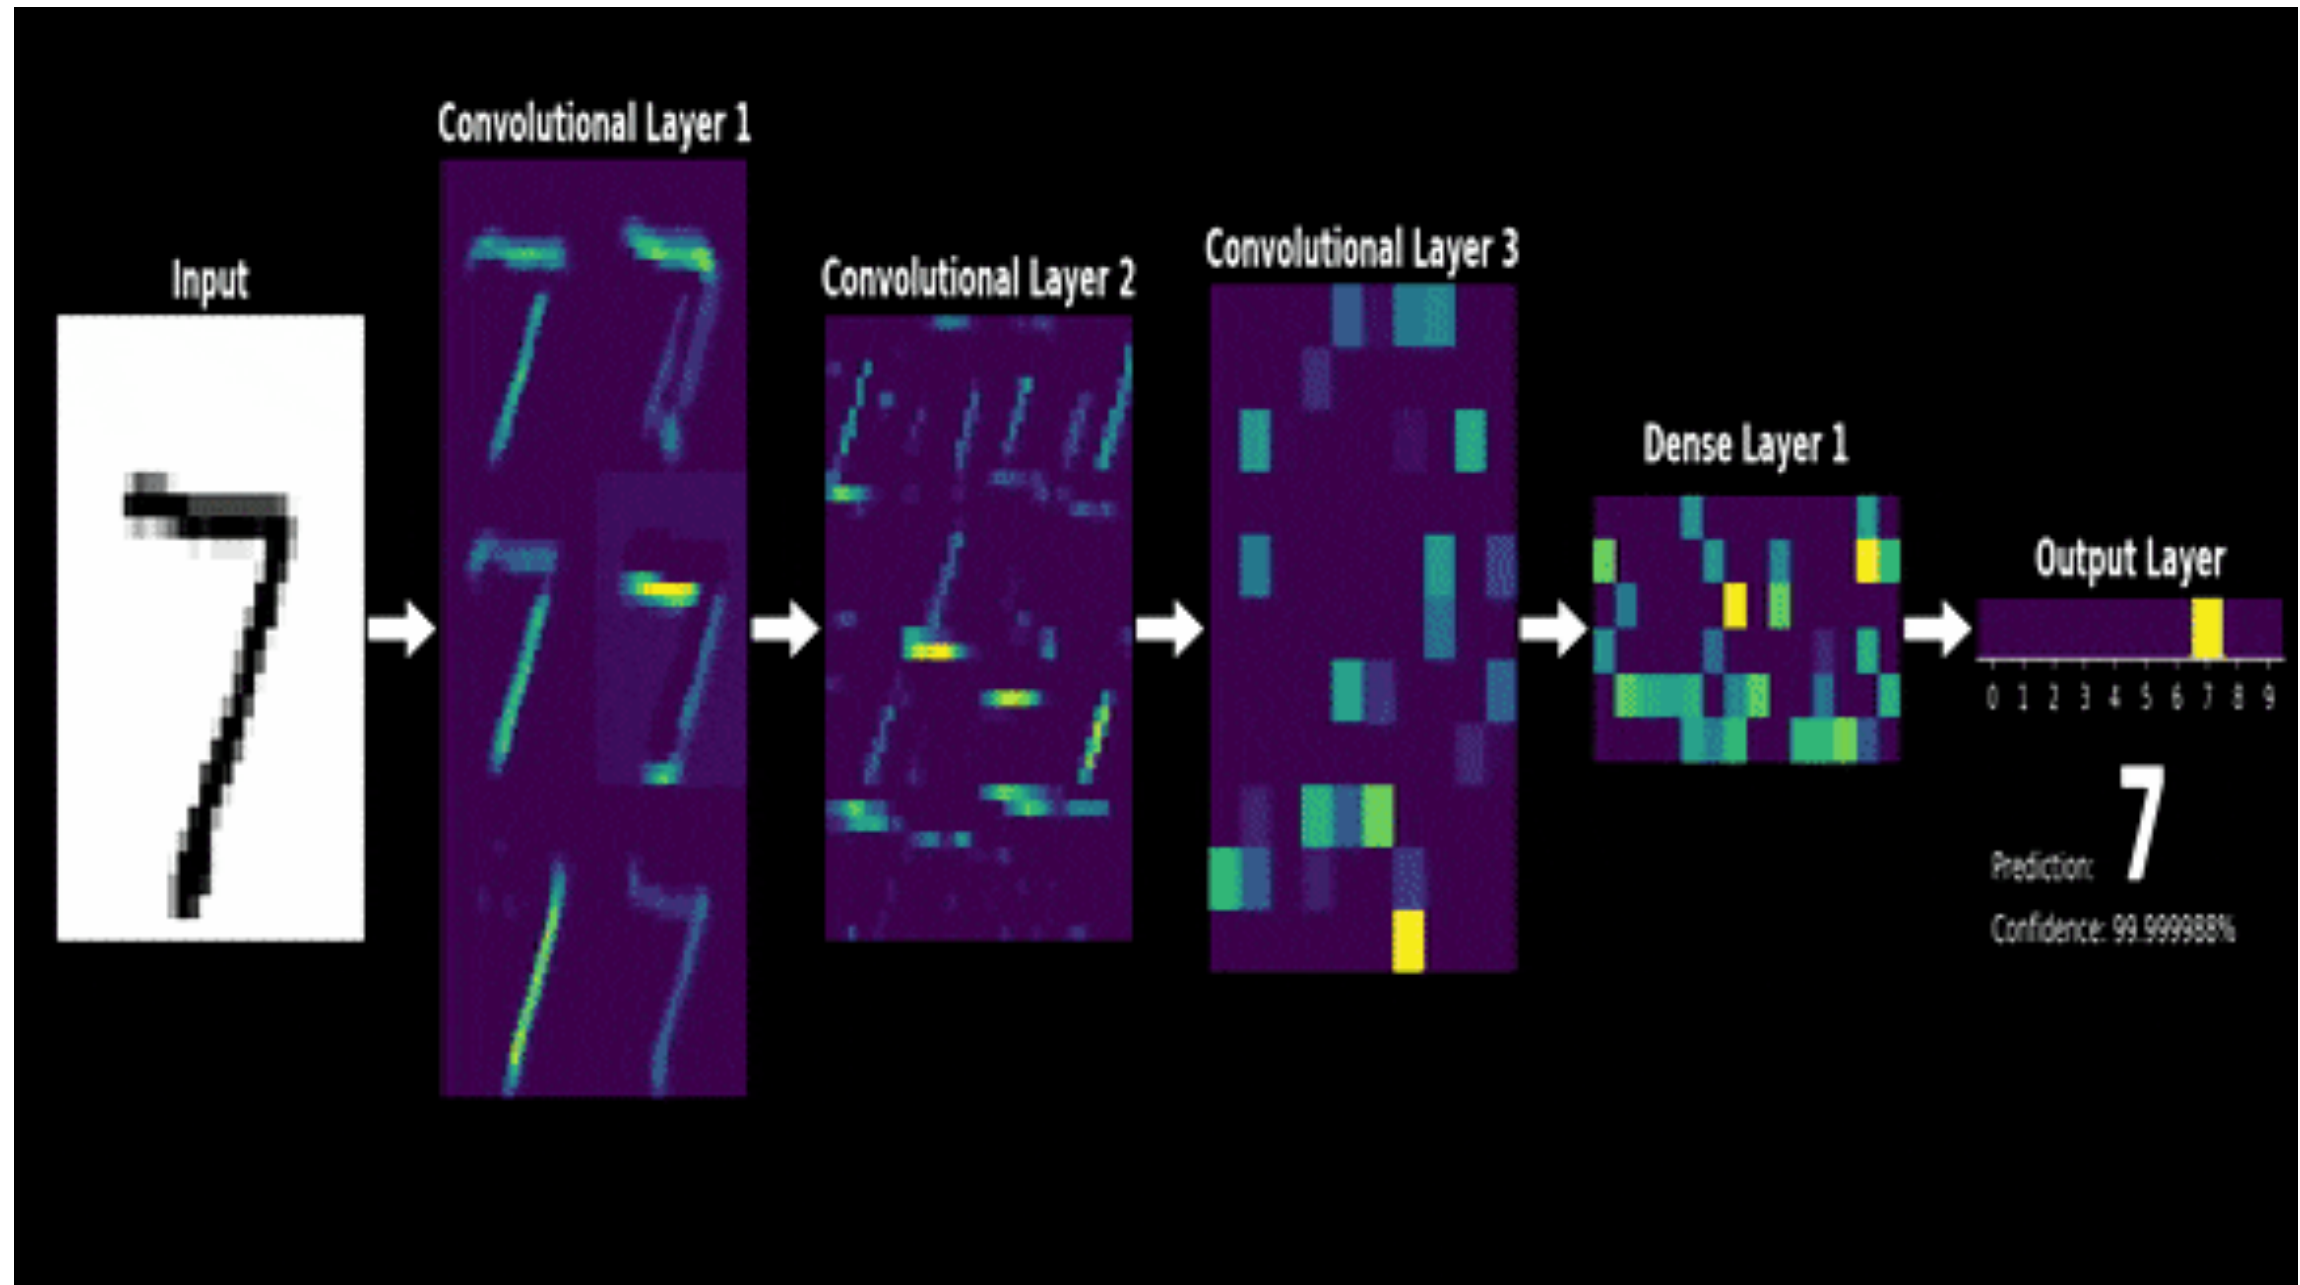 Input
Convolutional Layer 1
Convolutional Layer 2
Convolutional Layer 3
Dense Layer 1
Output Layer
0 1 2 3 4 5 6 7 8 9
Prediction: 7
Confidence: 99.999988%